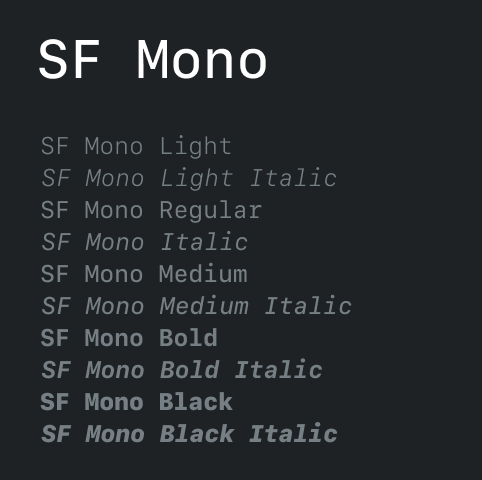 SF Mono
SF Mono Light
SF Mono Light Italic
SF Mono Regular
SF Mono Italic
SF Mono Medium
SF Mono Medium Italic
SF Mono Bold
SF Mono Bold Italic
SF Mono Black
SF Mono Black Italic